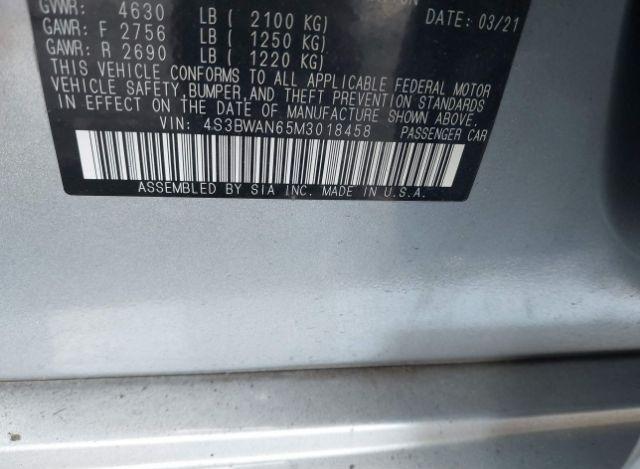 GVWR: 4630 LB ( 2100 KG) DATE: 03/21
GAWR: F 2756 LB ( 1250 KG)
GAWR: R 2690 LB ( 1220 KG)
THIS VEHICLE CONFORMS TO ALL APPLICABLE FEDERAL MOTOR
VEHICLE SAFETY, BUMPER, AND THEFT PREVENTION STANDARDS
IN EFFECT ON THE DATE OF MANUFACTURE SHOWN ABOVE.
VIN: 4S3BWAN65M3018458 PASSENGER CAR
ASSEMBLED BY SIA INC. MADE IN U.S.A.